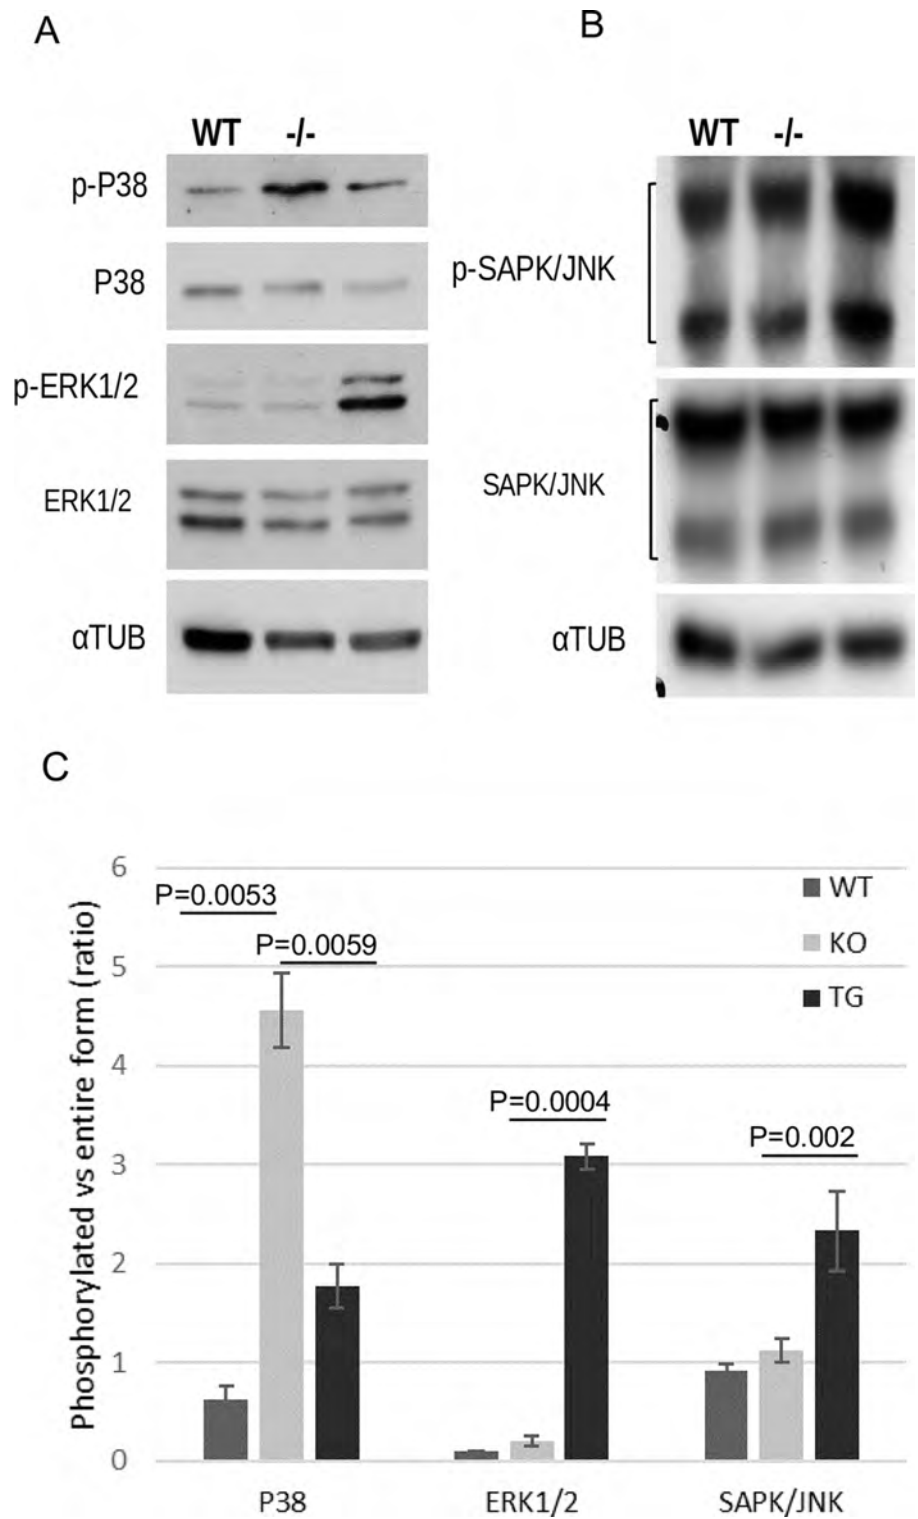 A
B
WT -/-
p-P38
P38
p-ERK1/2
ERK1/2
αTUB
WT -/-
p-SAPK/JNK
SAPK/JNK
αTUB
C
Phosphorylated vs entire form (ratio)
6
5
4
3
2
1
0
P=0.0053
P=0.0059
P=0.0004
P=0.002
WT
KO
TG
P38
ERK1/2
SAPK/JNK